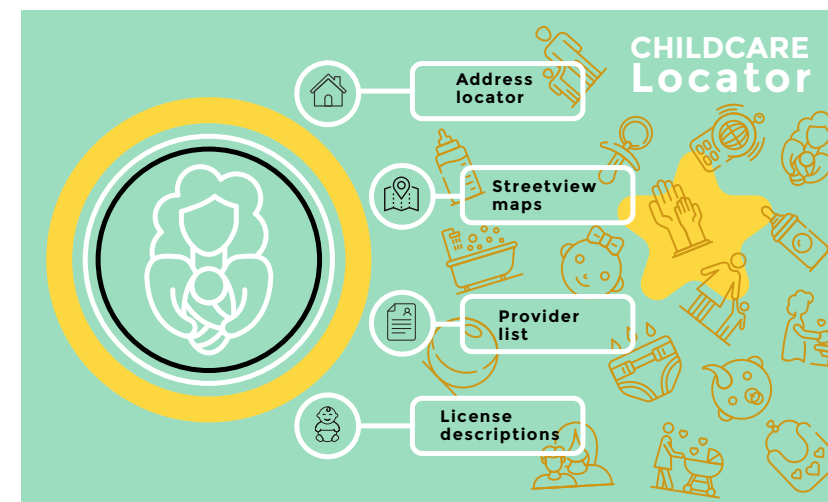 CHILDCARE
Locator
Address
locator
Streetview
maps
Provider
list
License
descriptions